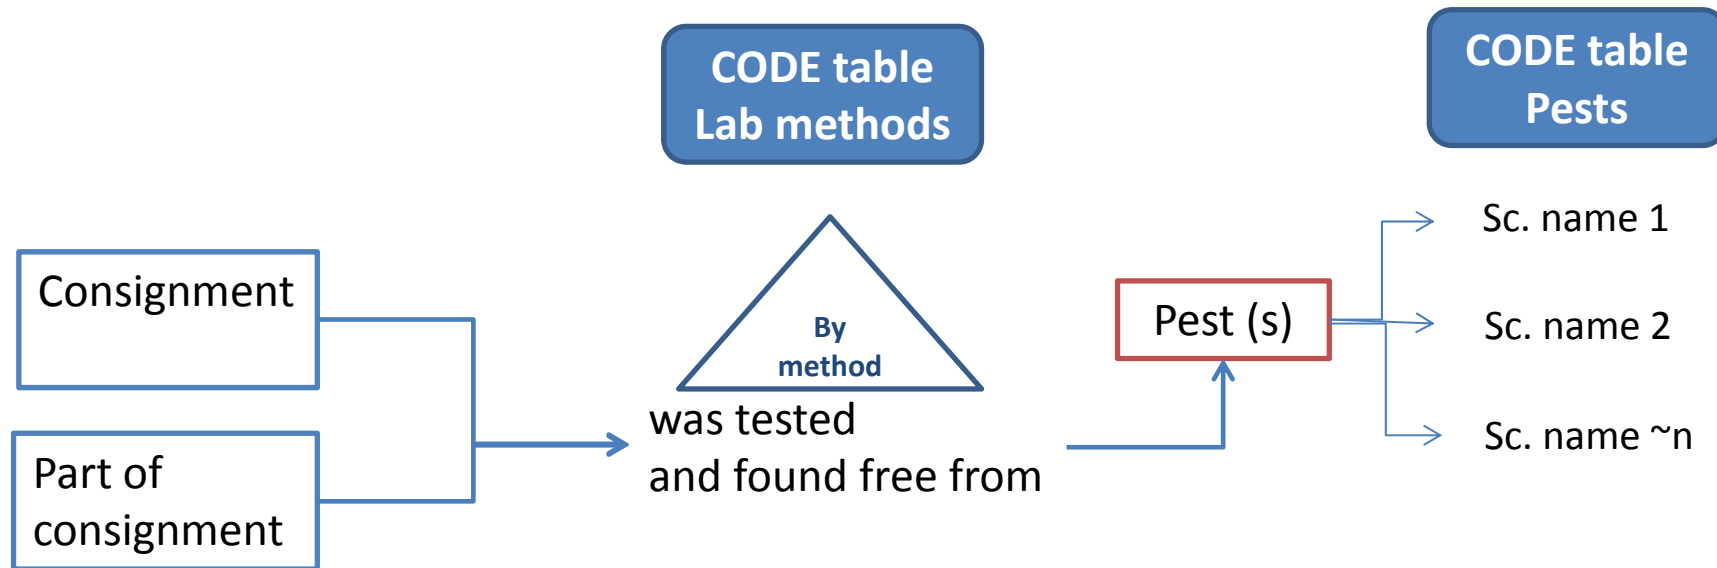 CODE table
Lab methods
CODE table
Pests
Consignment
Part of
consignment
By
method
was tested
and found free from
Pest (s)
Sc. name 1
Sc. name 2
Sc. name ~n